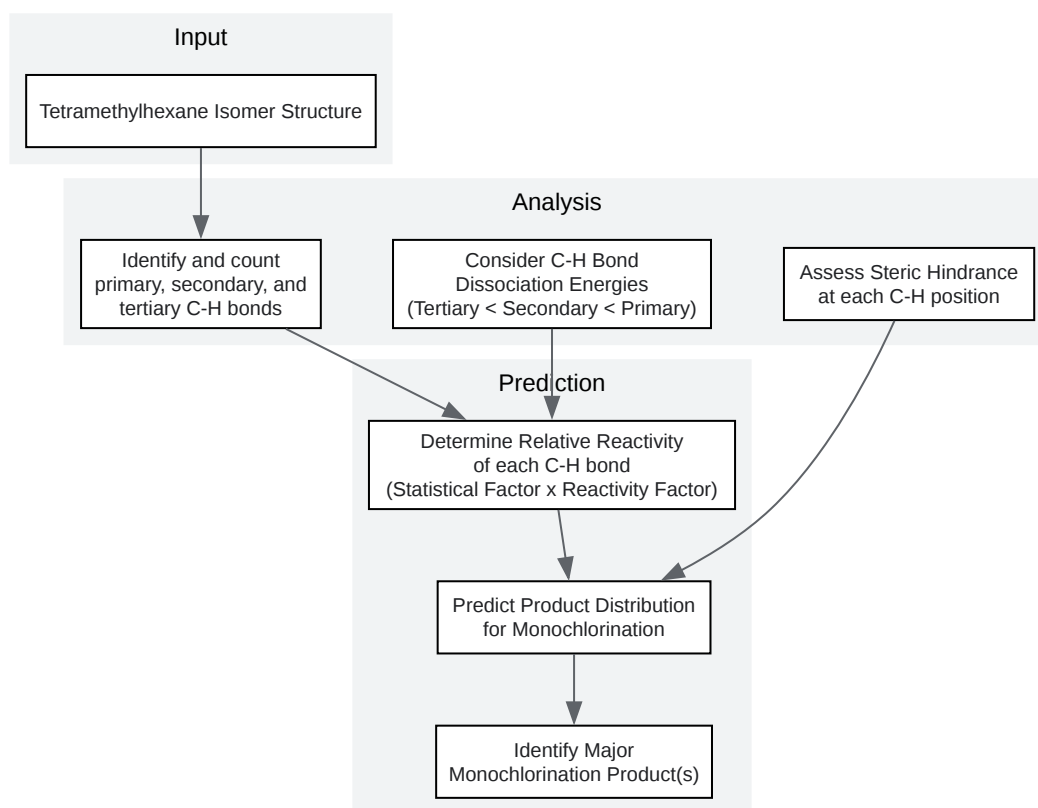 Input
Tetramethylhexane Isomer Structure
Analysis
Identify and count
primary, secondary, and
tertiary C-H bonds
Consider C-H Bond
Dissociation Energies
(Tertiary < Secondary < Primary)
Assess Steric Hindrance
at each C-H position
Prediction
Determine Relative Reactivity
of each C-H bond
(Statistical Factor x Reactivity Factor)
Predict Product Distribution
for Monochlorination
Identify Major
Monochlorination Product(s)